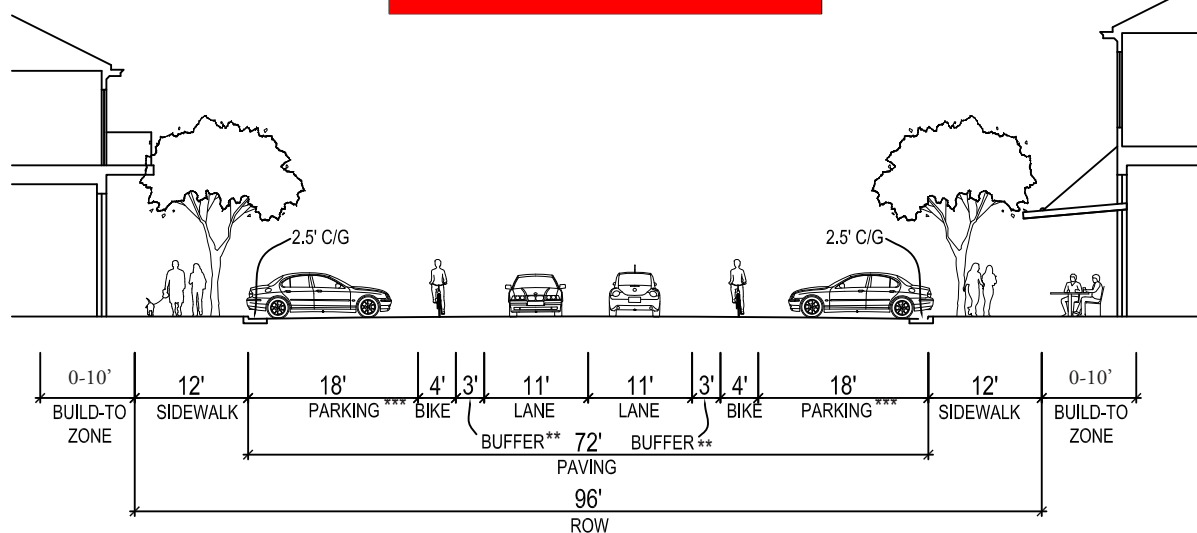 2.5' C/G 2.5' C/G
0-10’ 12' 18' 4' 3' 11' 11' 3' 4' 18' 12' 0-10’
BUILD-TO SIDEWALK PARKING *** BIKE LANE LANE BIKE PARKING *** SIDEWALK BUILD-TO
ZONE ZONE
BUFFER ** 72' BUFFER **
PAVING
96'
ROW